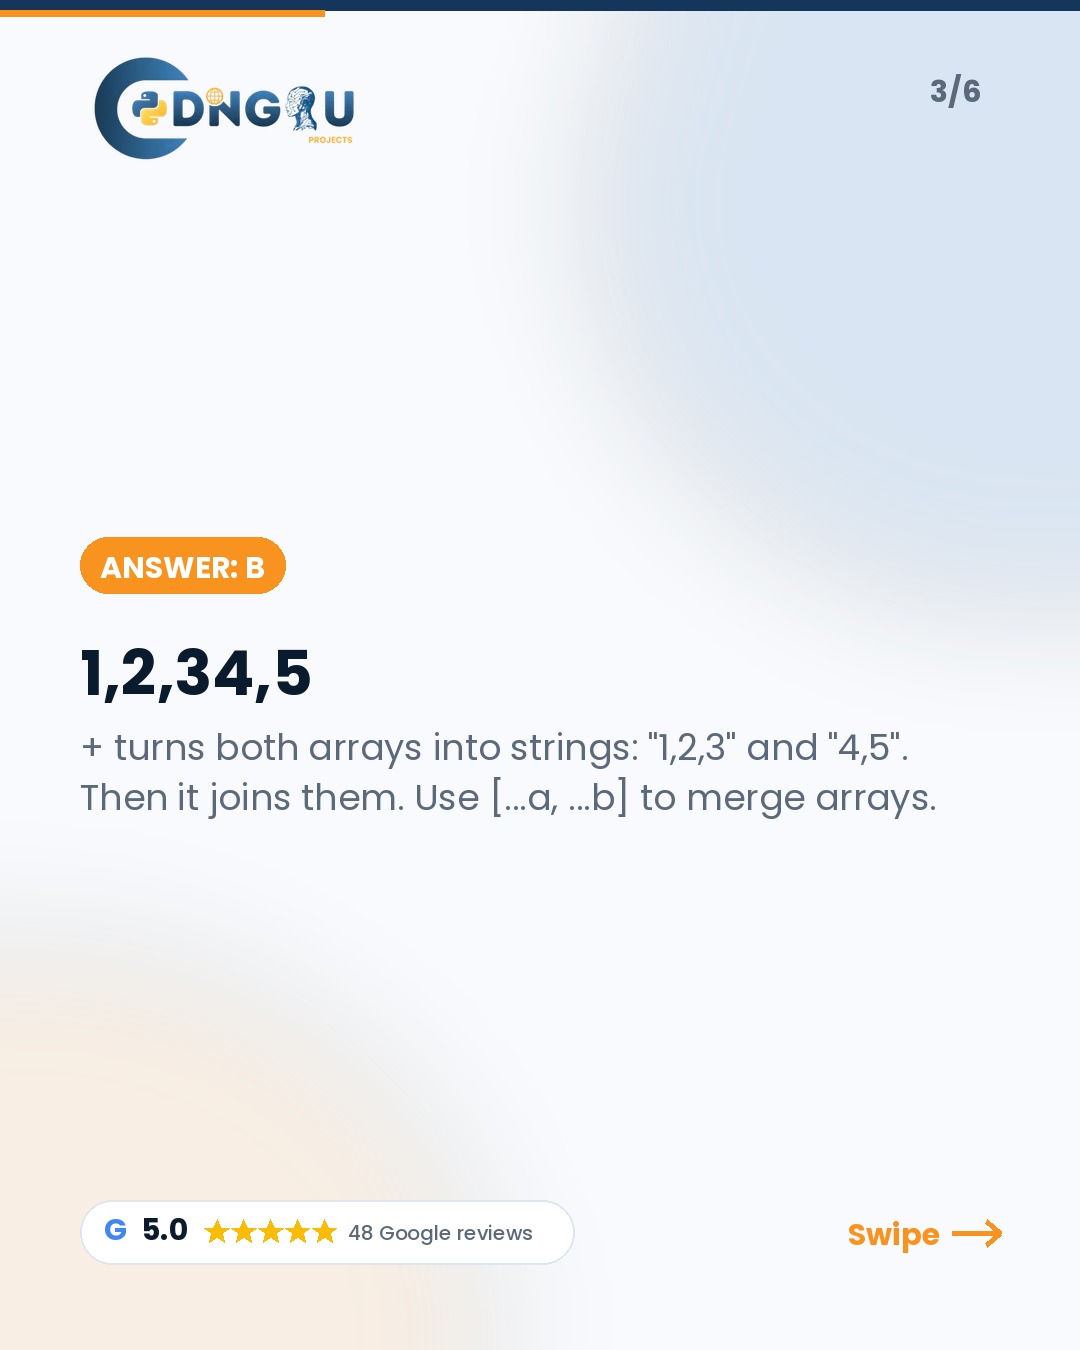 CDNGURU
PROJECTS
3/6
ANSWER: B
1,2,34,5
+ turns both arrays into strings: "1,2,3" and "4,5".
Then it joins them. Use [...a, ...b] to merge arrays.
G 5.0 ★★★★★ 48 Google reviews
Swipe →